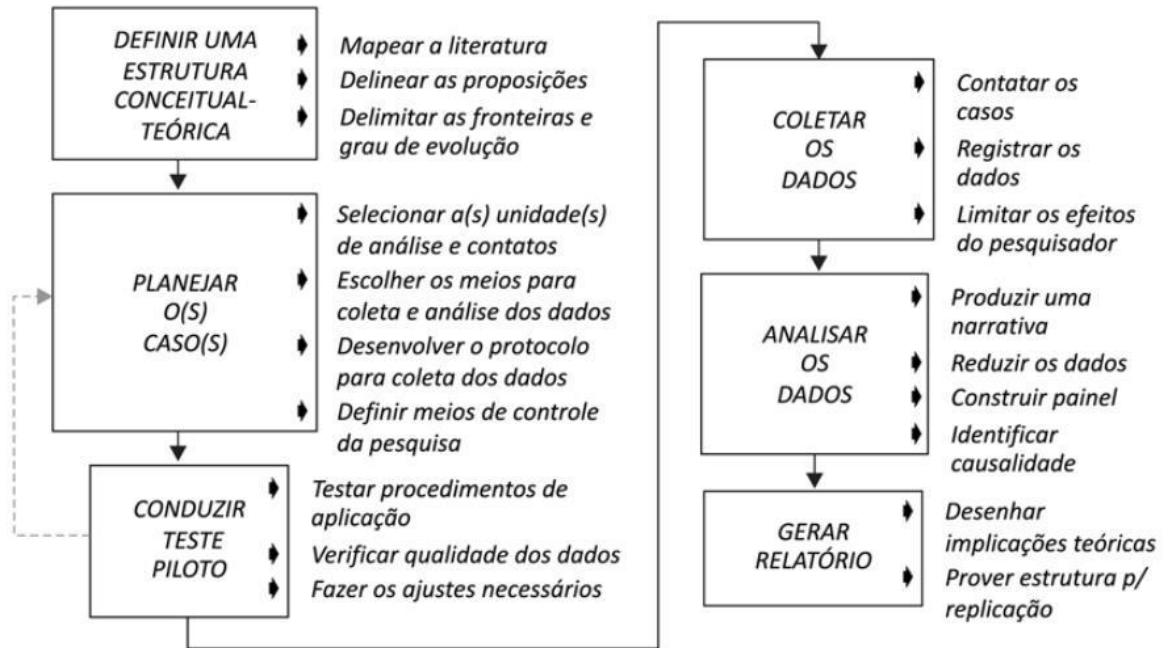 DEFINIR UMA
ESTRUTURA
CONCEITUAL-
TEÓRICA
Mapear a literatura
Delinear as proposições
Delimitar as fronteiras e
grau de evolução
PLANEJAR
O(S)
CASO(S)
Selecionar a(s) unidade(s)
de análise e contatos
Escolher os meios para
coleta e análise dos dados
Desenvolver o protocolo
para coleta dos dados
Definir meios de controle
da pesquisa
CONDUZIR
TESTE
PILOTO
Testar procedimentos de
aplicação
Verificar qualidade dos dados
Fazer os ajustes necessários
COLETAR
OS
DADOS
Contatar os
casos
Registrar os
dados
Limitar os efeitos
do pesquisador
ANALISAR
OS
DADOS
Produzir uma
narrativa
Reduzir os dados
Construir painel
Identificar
causalidade
GERAR
RELATÓRIO
Desenhar
implicações teóricas
Prover estrutura p/
replicação